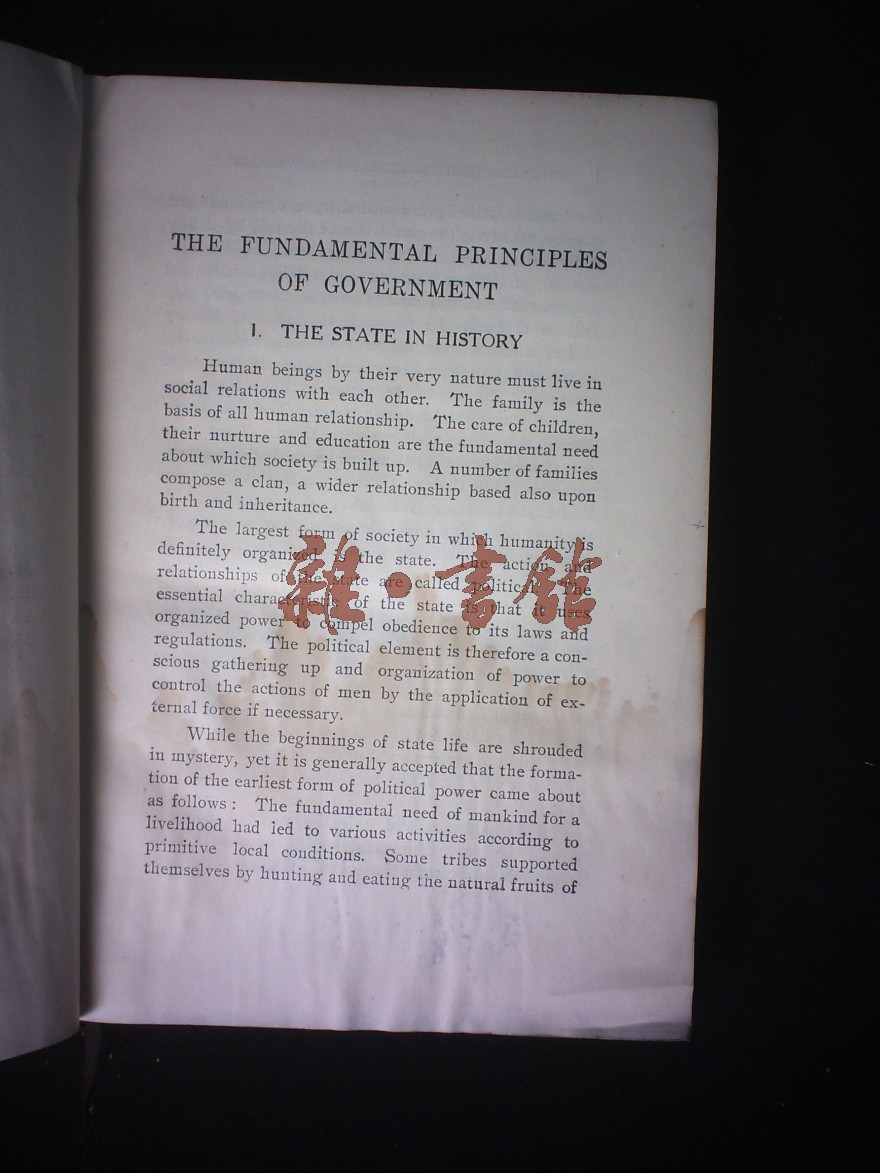 THE FUNDAMENTAL PRINCIPLES
OF GOVERNMENT
I. THE STATE IN HISTORY
Human beings by their very nature must live in
social relations with each other. The family is the
basis of all human relationship. The care of children,
their nurture and education are the fundamental need
about which society is built up. A number of families
compose a clan, a wider relationship based also upon
birth and inheritance.
The largest form of society in which humanity is
definitely organized is the state. The action and
relationships of the state are called political. The
essential characteristic of the state is that it uses
organized power to compel obedience to its laws and
regulations. The political element is therefore a con-
scious gathering up and organization of power to
control the actions of men by the application of ex-
ternal force if necessary.
While the beginnings of state life are shrouded
in mystery, yet it is generally accepted that the forma-
tion of the earliest form of political power came about
as follows : The fundamental need of mankind for a
livelihood had led to various activities according to
primitive local conditions. Some tribes supported
themselves by hunting and eating the natural fruits of
雜·書館